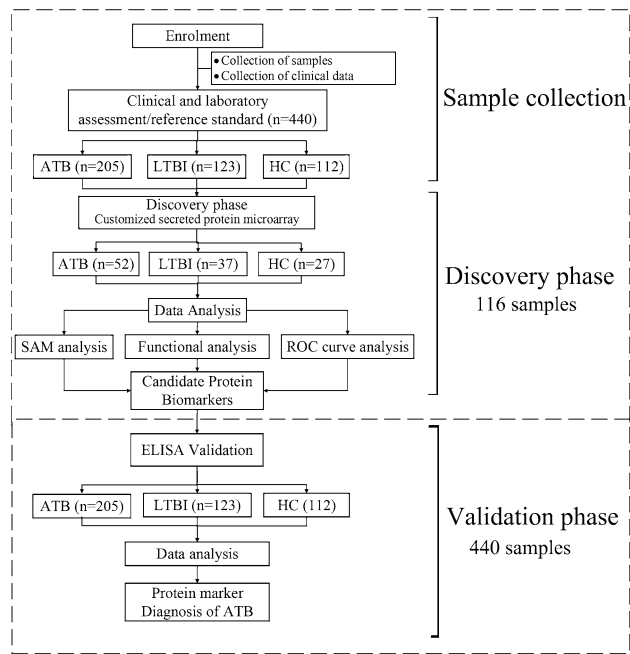 Enrolment
• Collection of samples
• Collection of clinical data
Clinical and laboratory
assessment/reference standard (n=440)
ATB (n=205)
LTBI (n=123)
HC (n=112)
Sample collection
Discovery phase
Customized secreted protein microarray
ATB (n=52)
LTBI (n=37)
HC (n=27)
Data Analysis
SAM analysis
Functional analysis
ROC curve analysis
Candidate Protein
Biomarkers
Discovery phase
116 samples
ELISA Validation
ATB (n=205)
LTBI (n=123)
HC (112)
Data analysis
Protein marker
Diagnosis of ATB
Validation phase
440 samples